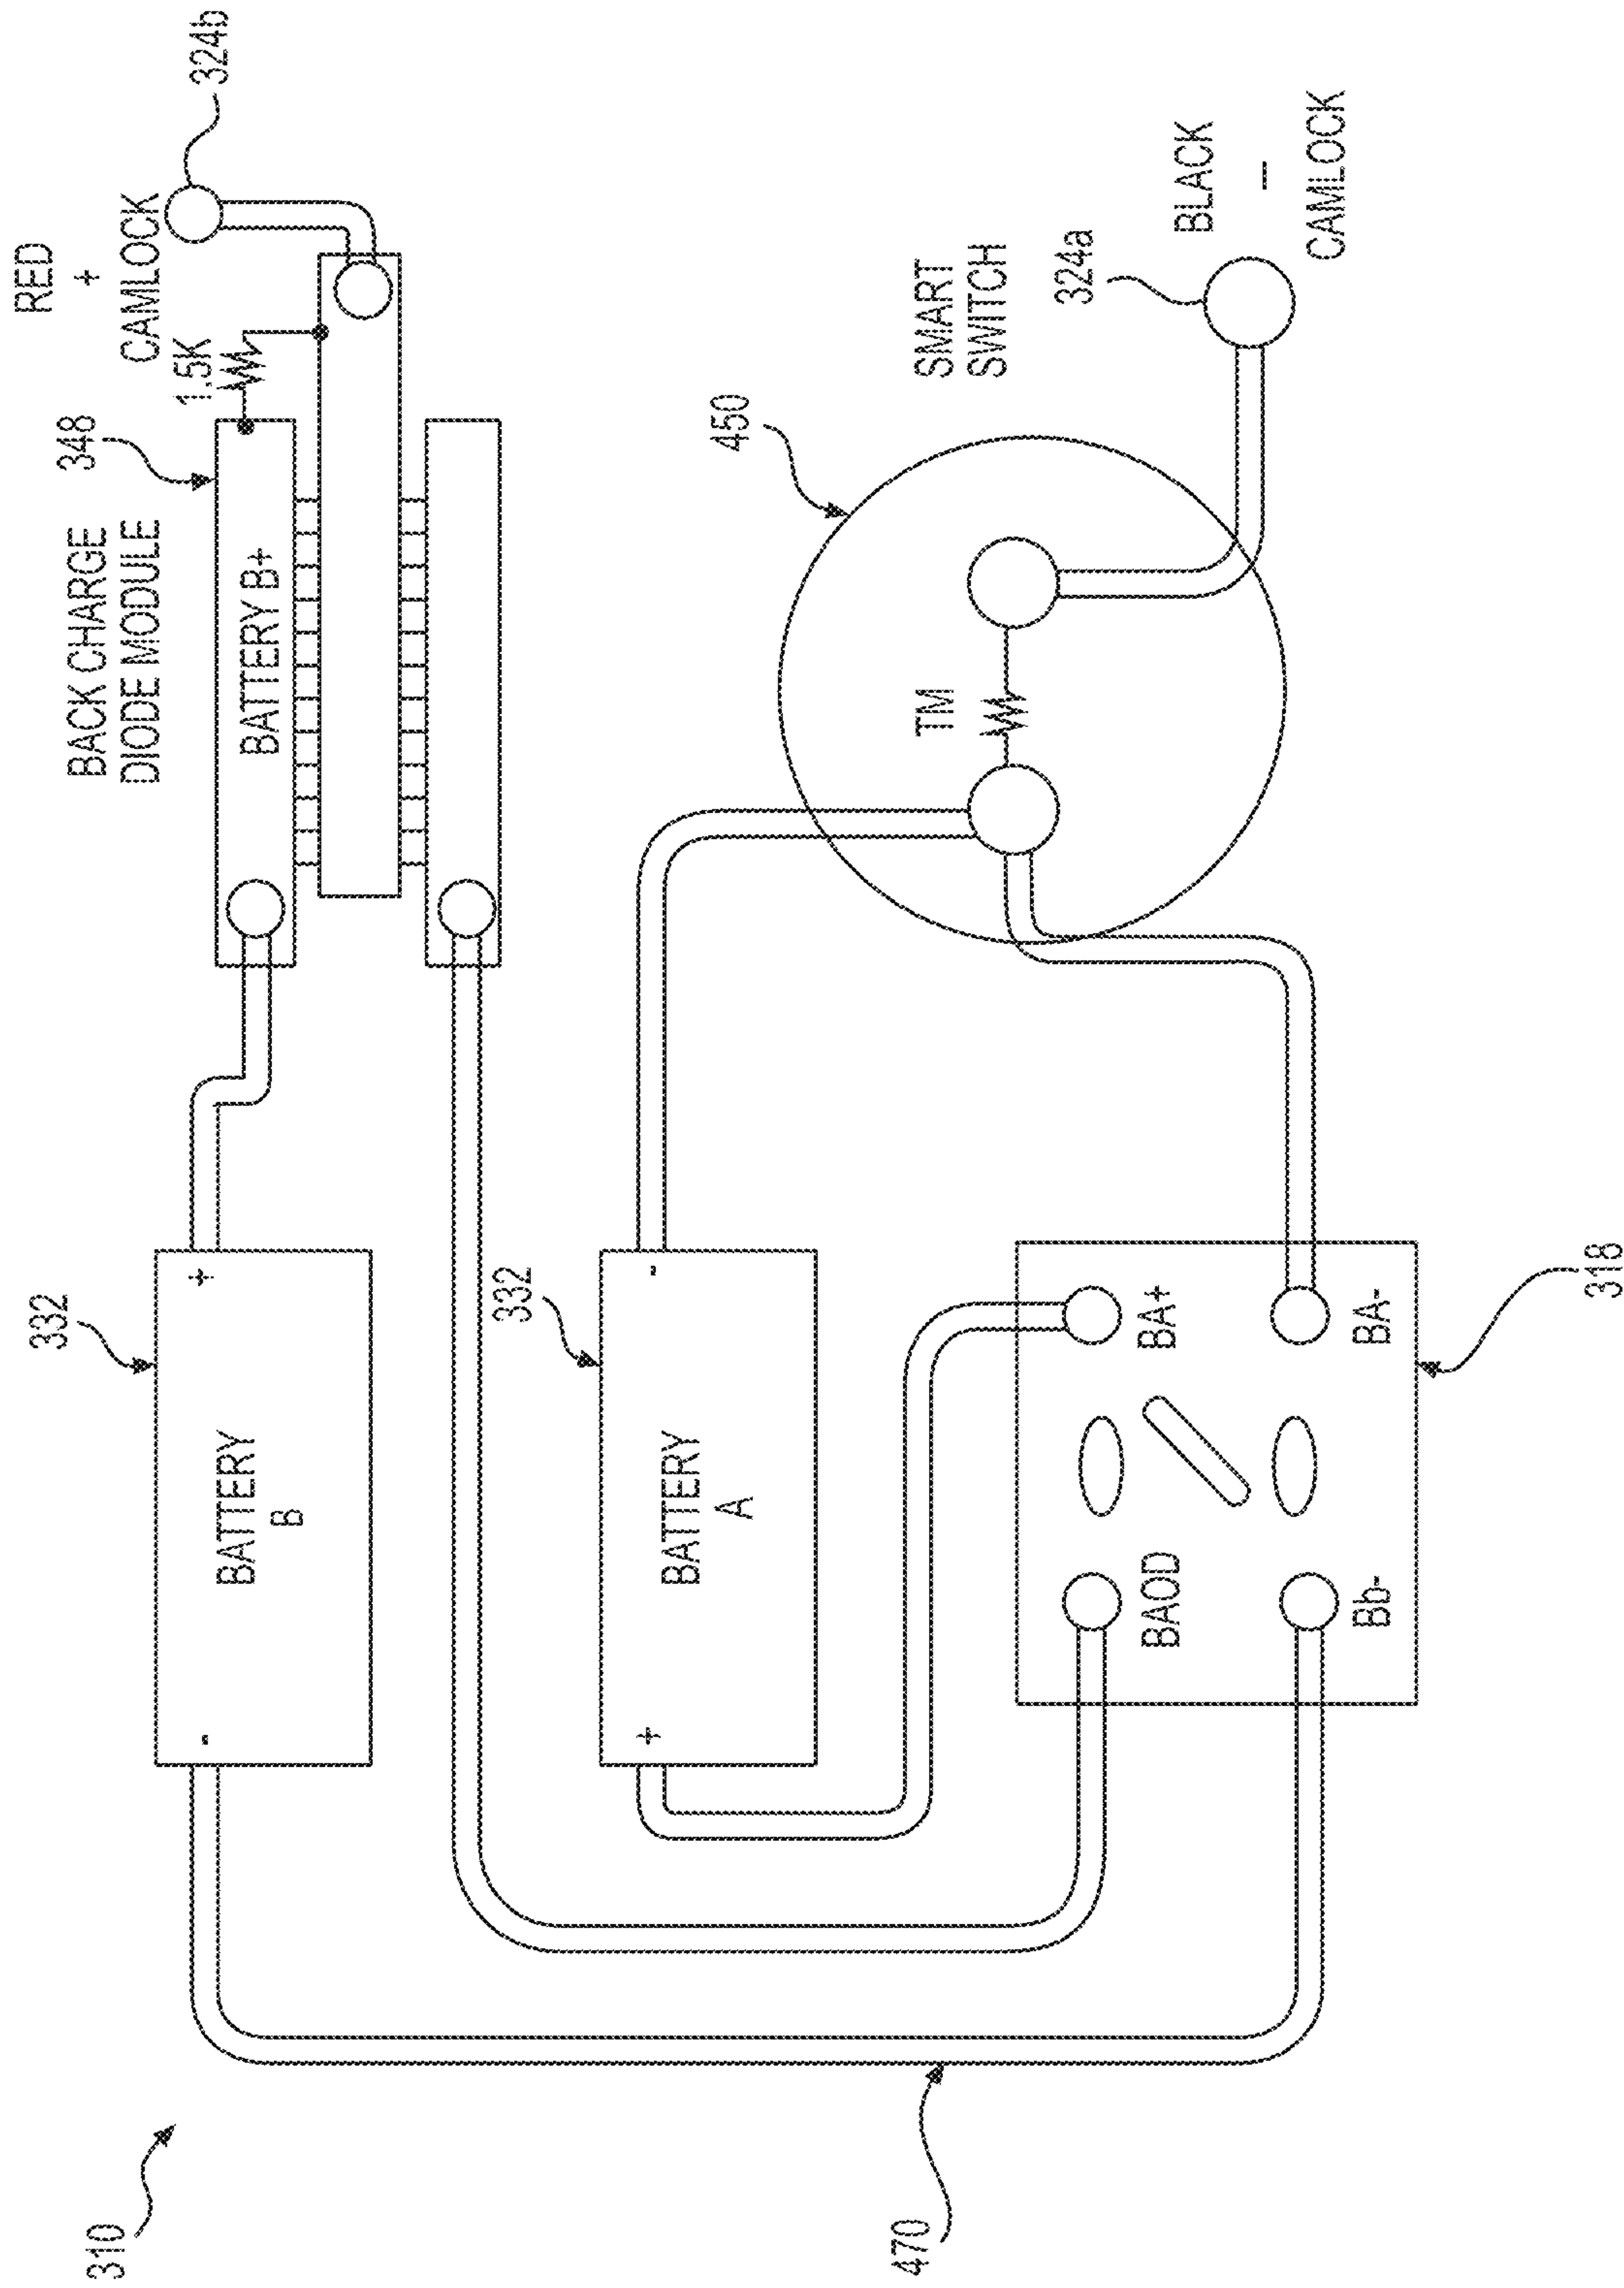 310
332
BATTERY
B
-
+
BACK CHARGE
DIODE MODULE
348
BATTERY B+
1.5K
RED
+
CAMLOCK
324b
332
BATTERY
A
+
-
450
TM
SMART
SWITCH
324a
BLACK
-
CAMLOCK
BAOD
BA+
Bb-
BA-
318
470